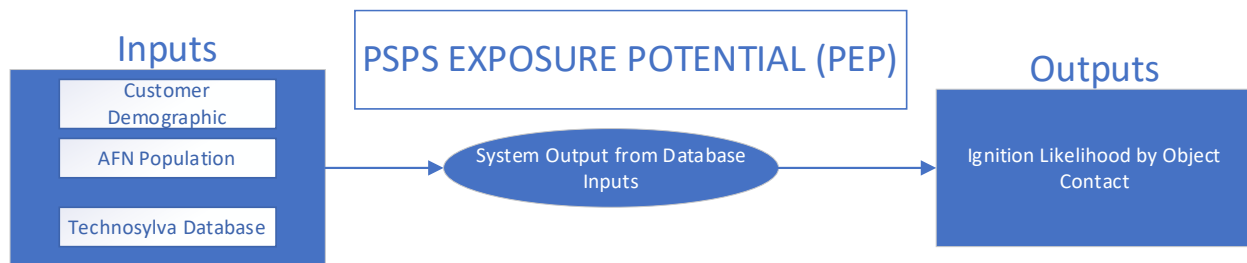 Inputs
PSPS EXPOSURE POTENTIAL (PEP)
Outputs
Customer
Demographic
AFN Population
Technosylva Database
System Output from Database
Inputs
Ignition Likelihood by Object
Contact